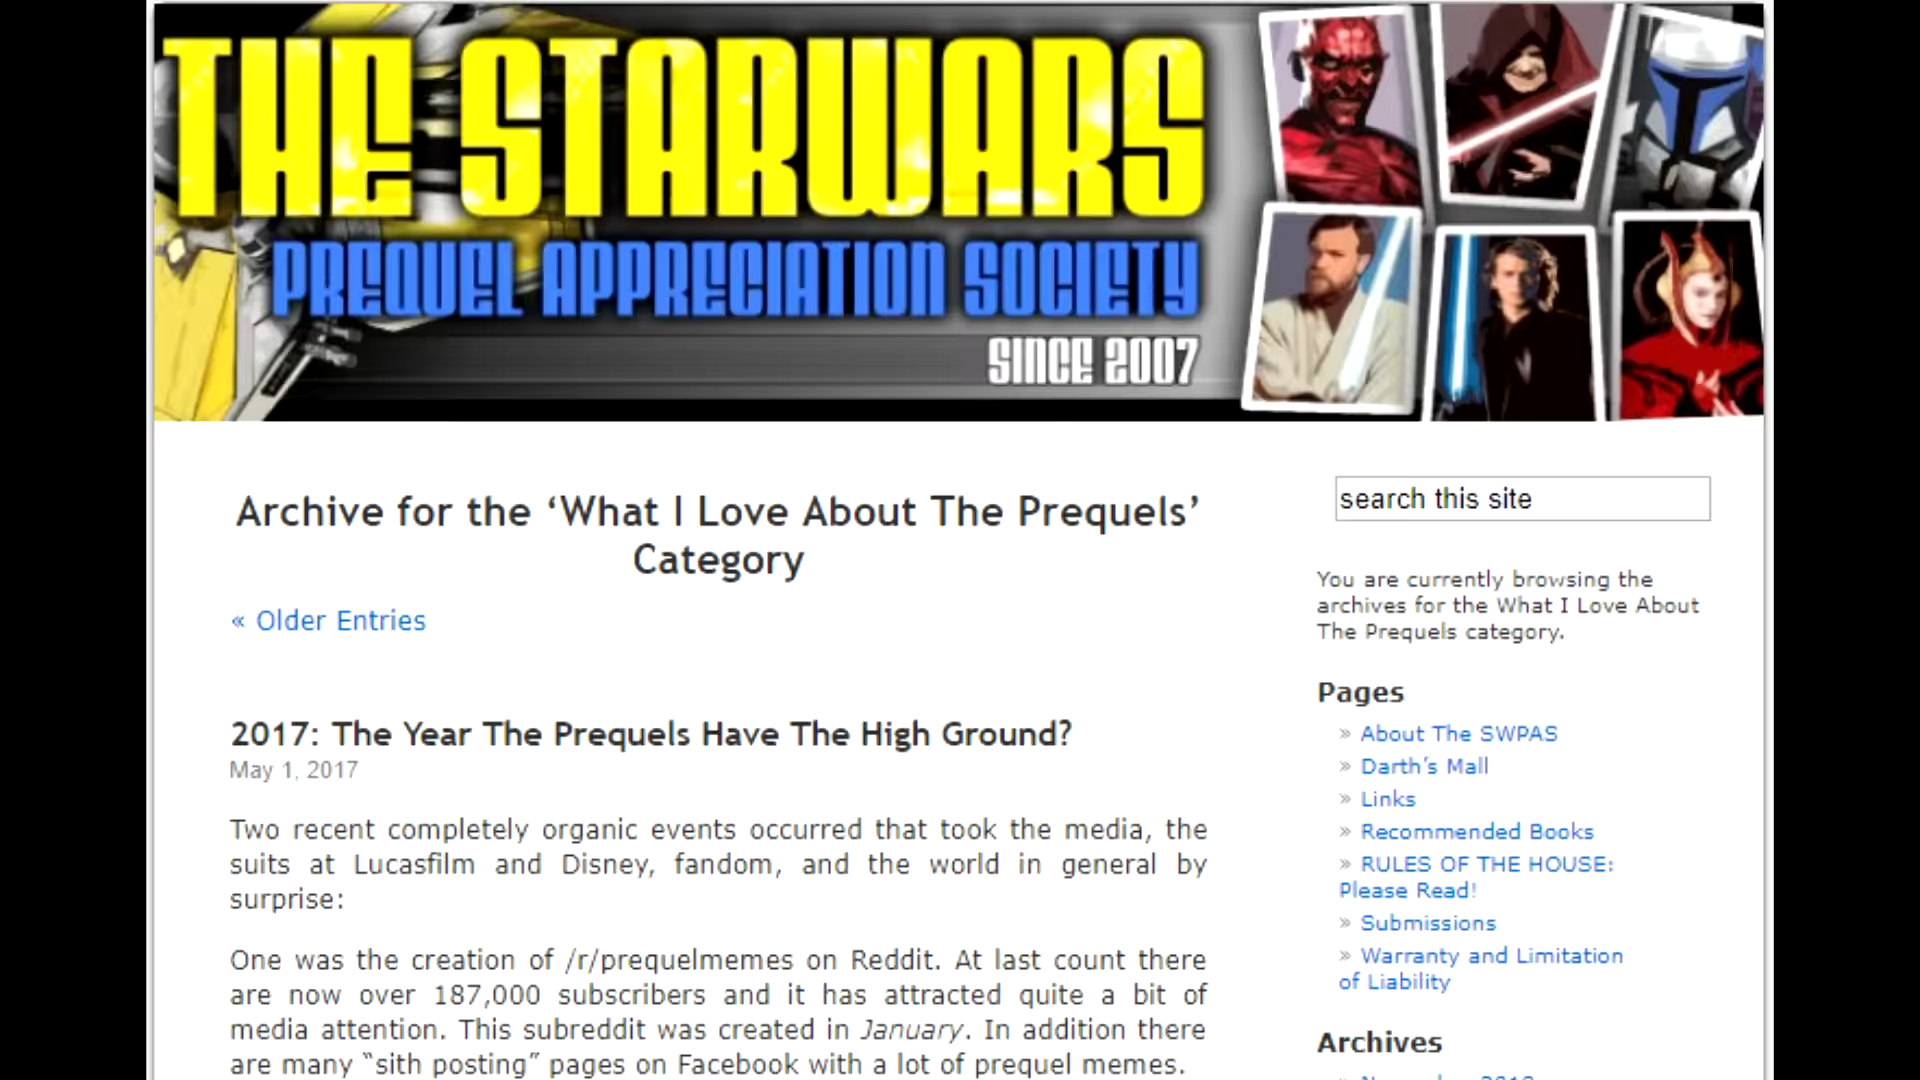 THE STARWARS
PREQUEL APPRECIATION SOCIETY
SINCE 2007
Archive for the ‘What I Love About The Prequels’
Category
« Older Entries
2017: The Year The Prequels Have The High Ground?
May 1, 2017
Two recent completely organic events occurred that took the media, the
suits at Lucasfilm and Disney, fandom, and the world in general by
surprise:
One was the creation of /r/prequelmemes on Reddit. At last count there
are now over 187,000 subscribers and it has attracted quite a bit of
media attention. This subreddit was created in January. In addition there
are many “sith posting” pages on Facebook with a lot of prequel memes.
search this site
You are currently browsing the
archives for the What I Love About
The Prequels category.
Pages
» About The SWPAS
» Darth’s Mall
» Links
» Recommended Books
» RULES OF THE HOUSE:
Please Read!
» Submissions
» Warranty and Limitation
of Liability
Archives